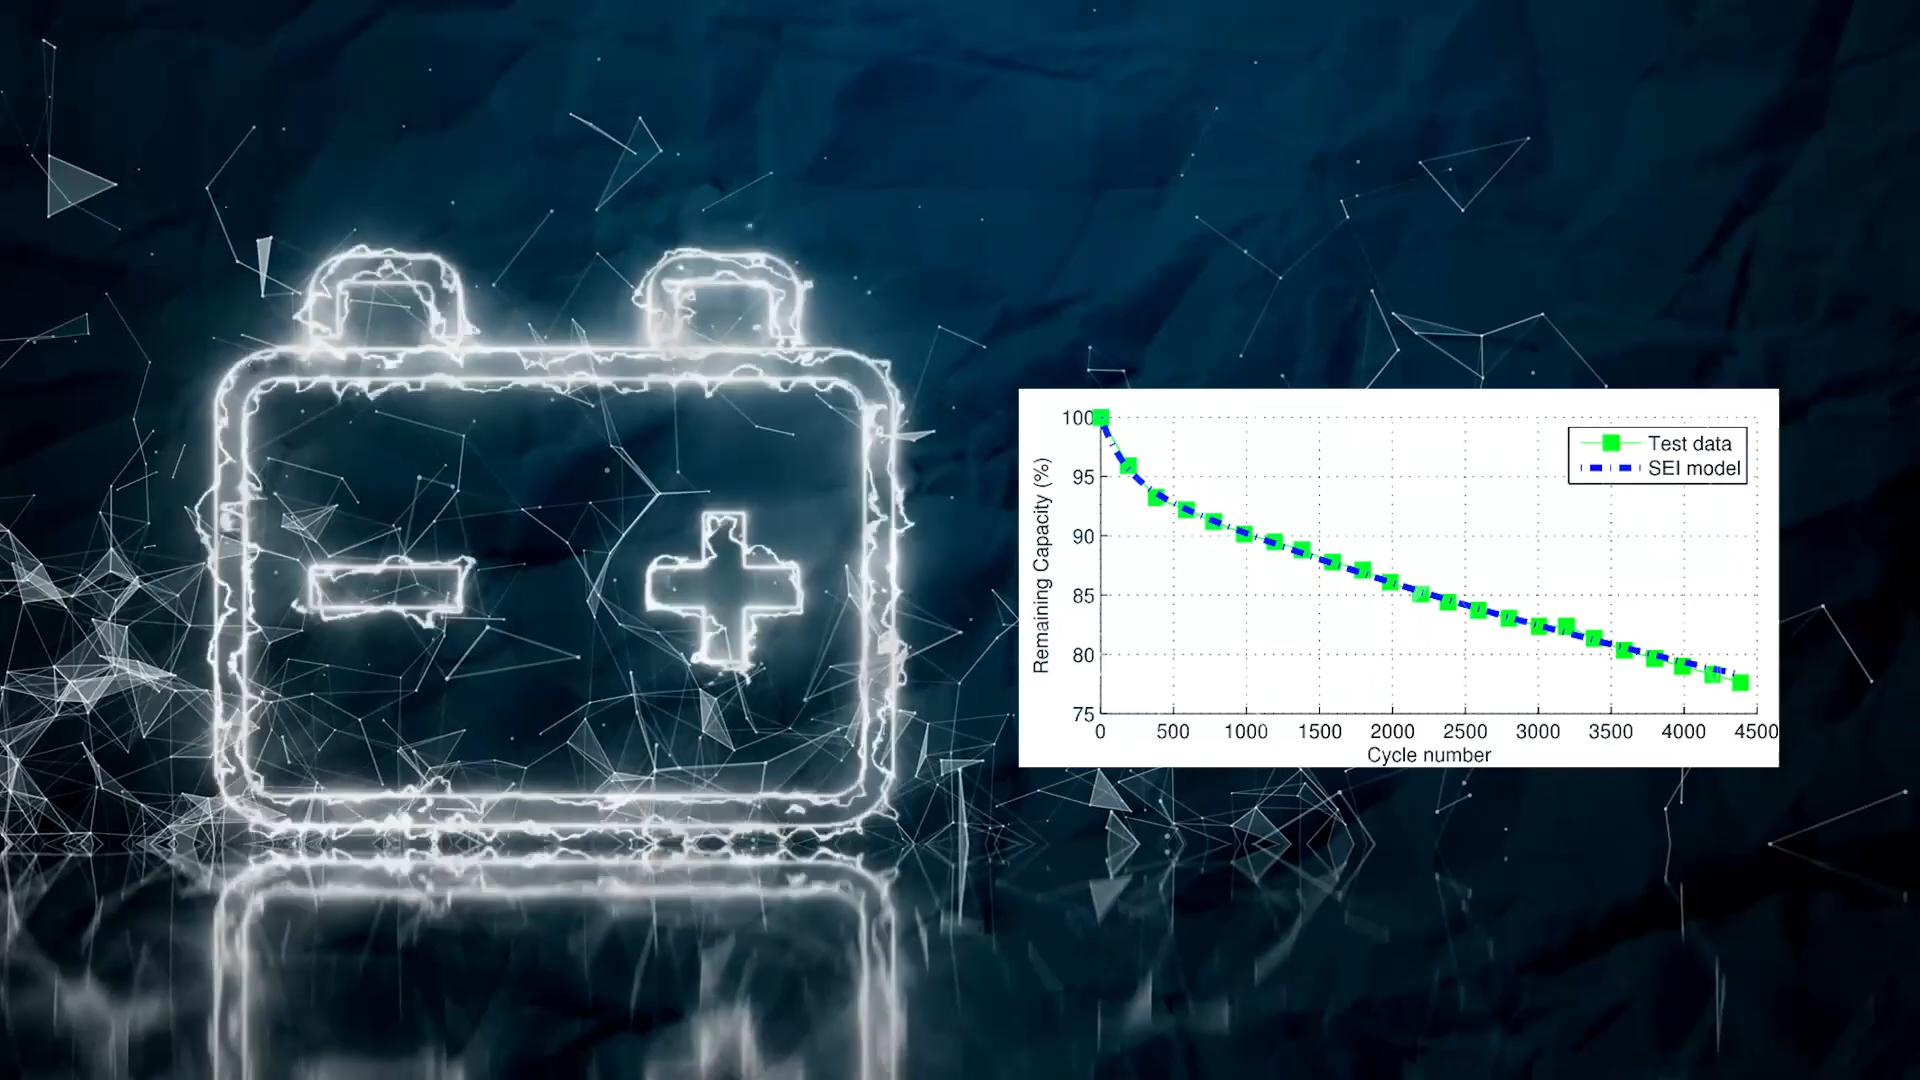 100
95
90
85
80
75
Remaining Capacity (%)
Test data
SEI model
0 500 1000 1500 2000 2500 3000 3500 4000 4500
Cycle number